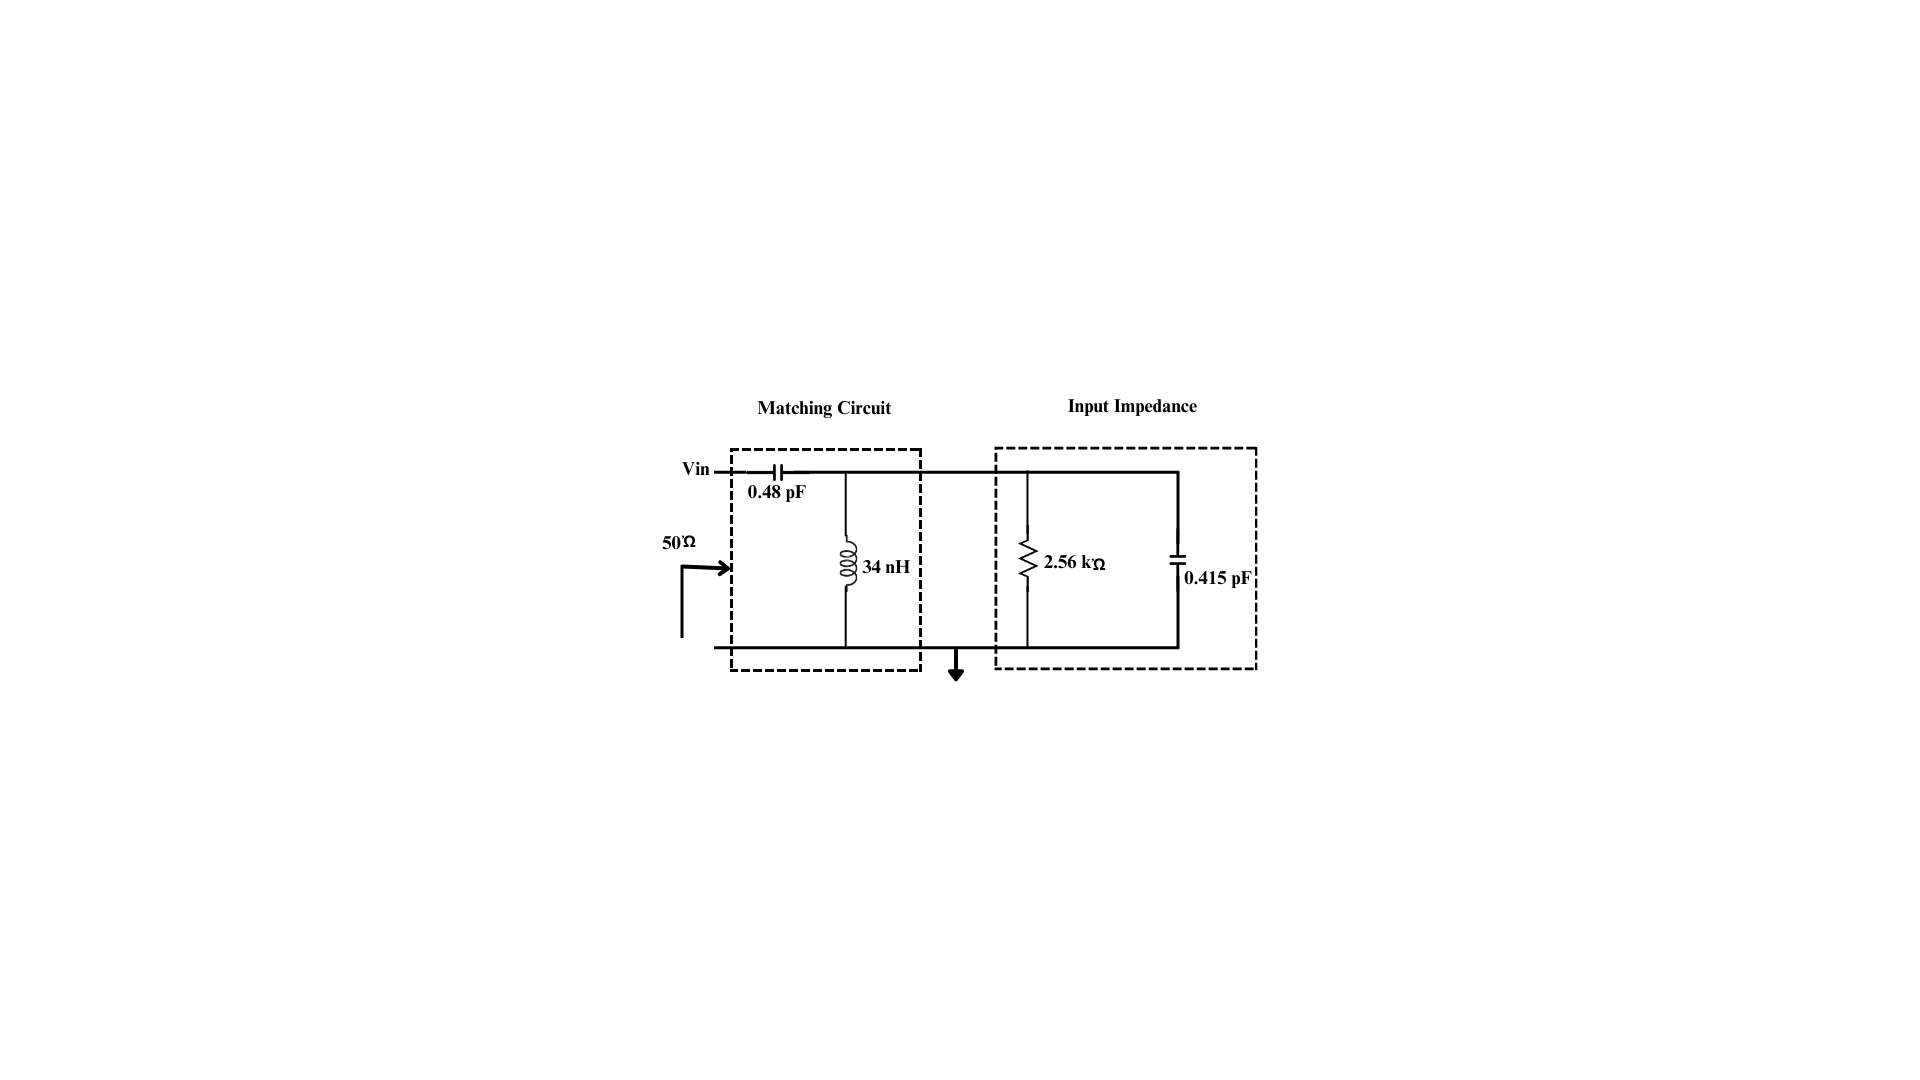 Matching Circuit
Input Impedance
Vin
0.48 pF
50Ω
34 nH
2.56 kΩ
0.415 pF